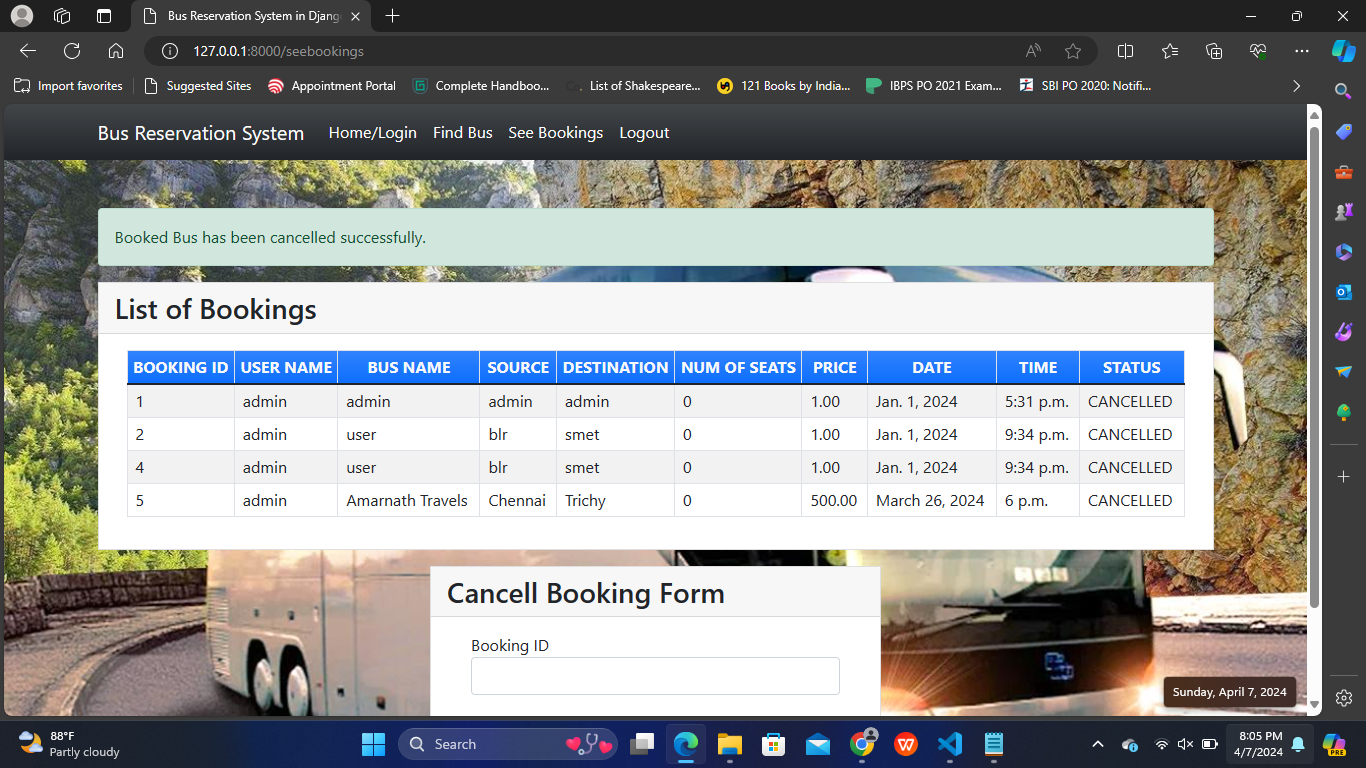 Bus Reservation System in Djang
127.0.0.1:8000/seebookings
Import favorites Suggested Sites Appointment Portal Complete Handboo... List of Shakespeare... 121 Books by India... IBPS PO 2021 Exam... SBI PO 2020: Notifi...
Bus Reservation System Home/Login Find Bus See Bookings Logout
Booked Bus has been cancelled successfully.
List of Bookings
BOOKING ID USER NAME BUS NAME SOURCE DESTINATION NUM OF SEATS PRICE DATE TIME STATUS
1 admin admin admin admin 0 1.00 Jan. 1, 2024 5:31 p.m. CANCELLED
2 admin user blr smet 0 1.00 Jan. 1, 2024 9:34 p.m. CANCELLED
4 admin user blr smet 0 1.00 Jan. 1, 2024 9:34 p.m. CANCELLED
5 admin Amarnath Travels Chennai Trichy 0 500.00 March 26, 2024 6 p.m. CANCELLED
Cancell Booking Form
Booking ID
Sunday, April 7, 2024
88°F
Partly cloudy
Search
8:05 PM
4/7/2024
PRE